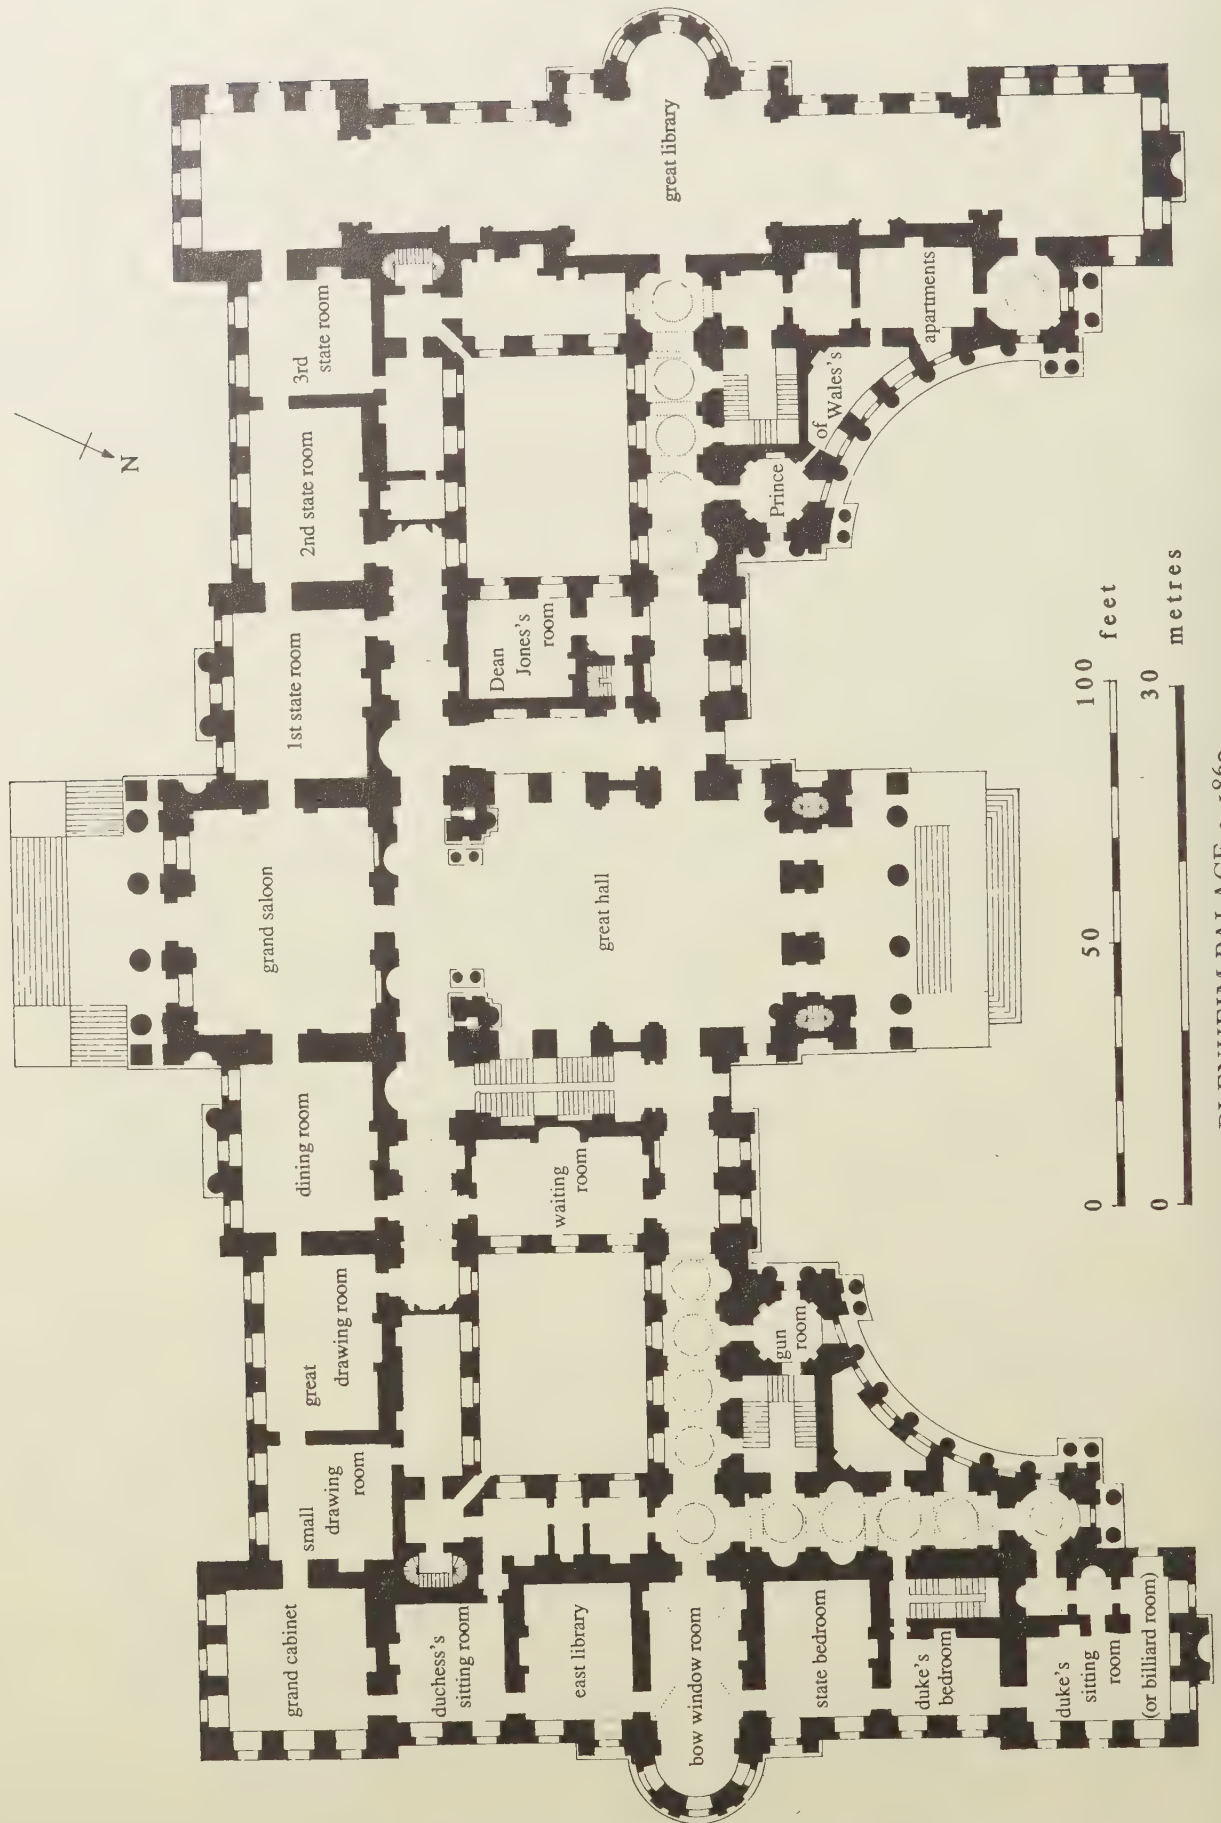 great library
3rd
state room
2nd state room
1st state room
grand saloon
dining room
great
drawing room
small
drawing
room
grand cabinet
duchess's
sitting room
east library
bow window room
state bedroom
duke's
bedroom
duke's
sitting
room
(or billiard room)
gun
room
waiting
room
great hall
Dean
Jones's
room
Prince
of Wales's
apartments
N
0 50 100 feet
0 30 metres
BLENHEIM PALACE